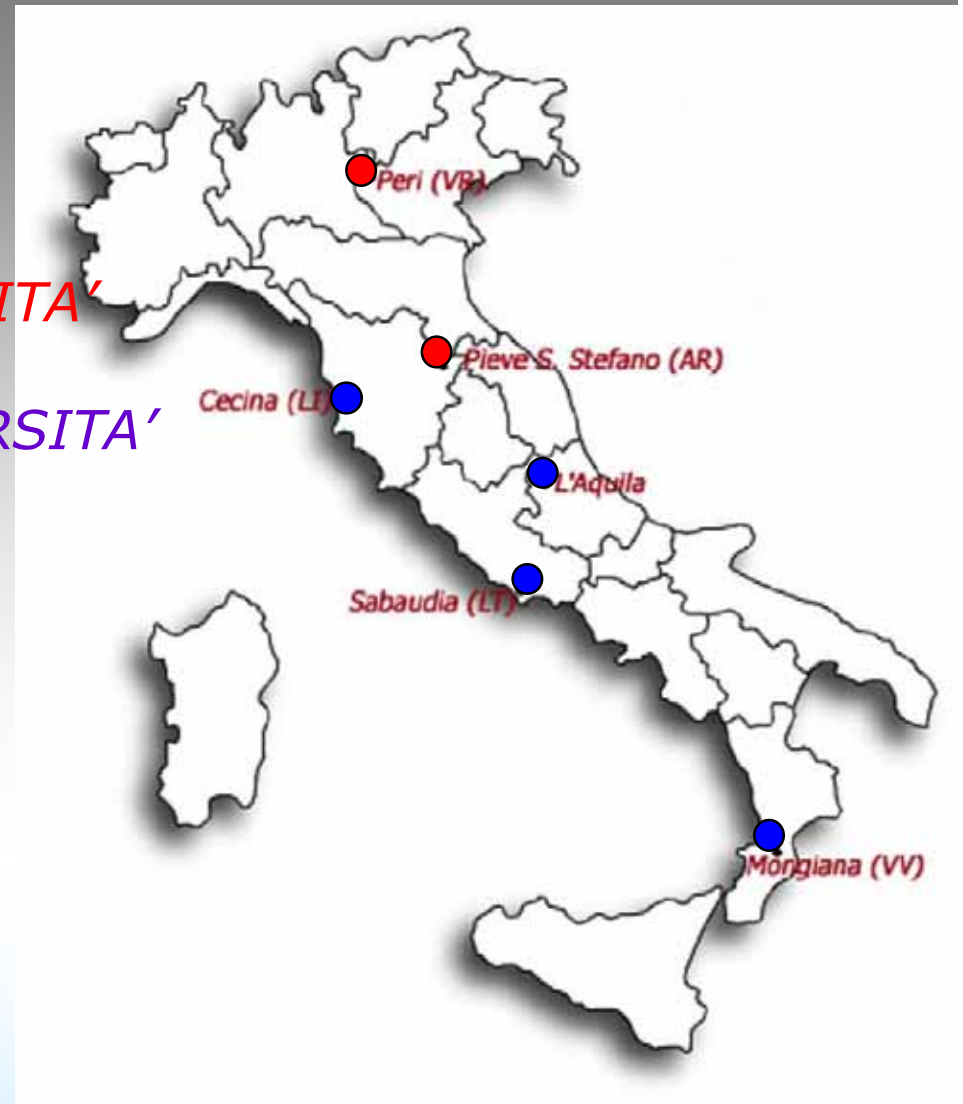 Peri (VR)
ITA’
Pieve S. Stefano (AR)
Cecina (LI)
RSITA’
L'Aquila
Sabaudia (LT)
Mongiana (VV)